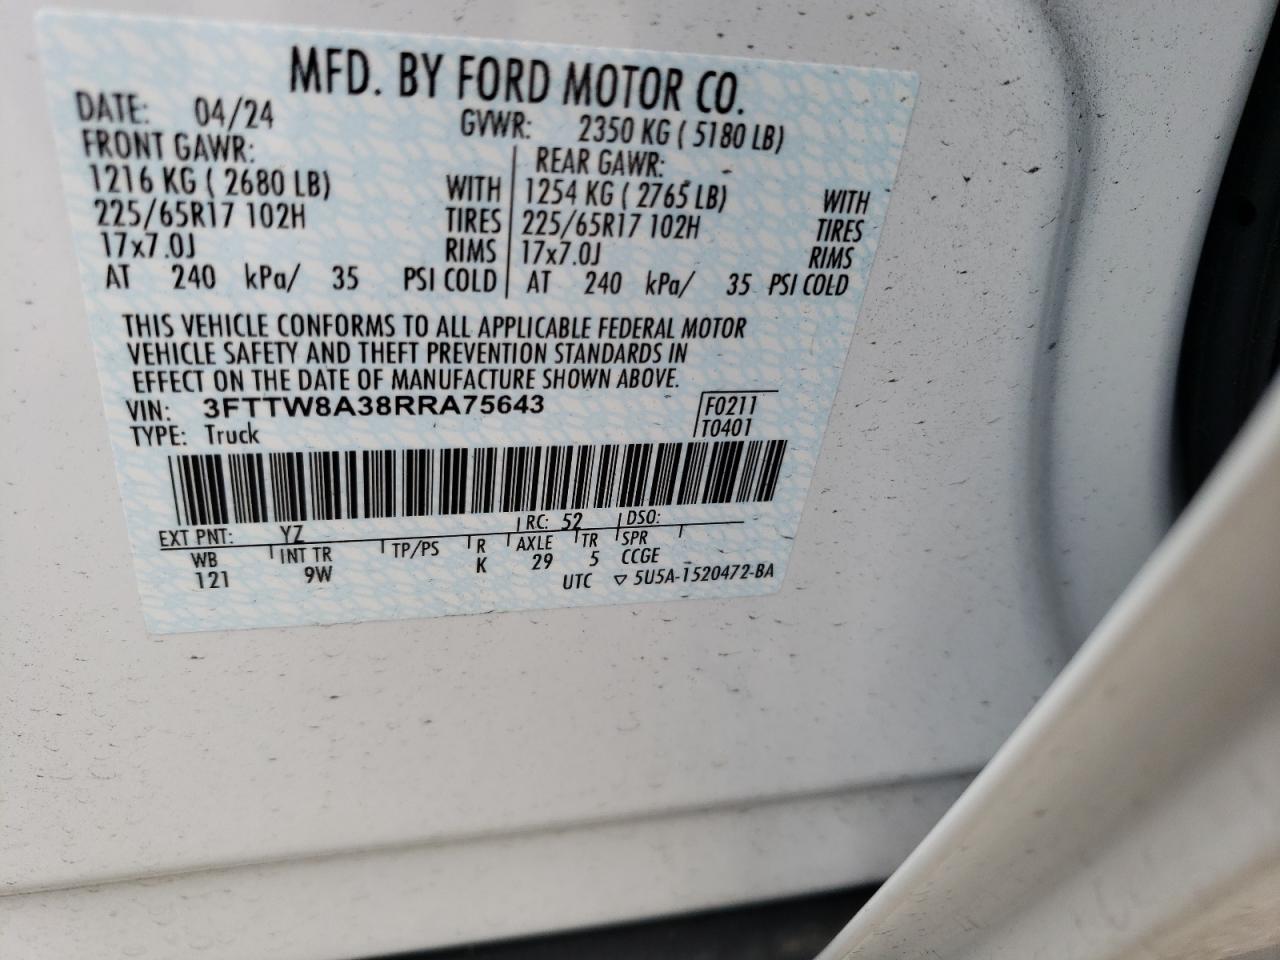 MFD. BY FORD MOTOR CO.
DATE: 04/24 GVWR: 2350 KG ( 5180 LB)
FRONT GAWR: REAR GAWR:
1216 KG ( 2680 LB) WITH 1254 KG ( 2765 LB) WITH
225/65R17 102H TIRES 225/65R17 102H TIRES
17x7.0J RIMS 17x7.0J RIMS
AT 240 kPa/ 35 PSI COLD AT 240 kPa/ 35 PSI COLD
THIS VEHICLE CONFORMS TO ALL APPLICABLE FEDERAL MOTOR
VEHICLE SAFETY AND THEFT PREVENTION STANDARDS IN
EFFECT ON THE DATE OF MANUFACTURE SHOWN ABOVE.
VIN: 3FTTW8A38RRA75643 F0211
TYPE: Truck T0401
EXT PNT: YZ RC: 52 DSO:
WB INT TR TP/PS R AXLE TR SPR
121 9W K 29 5 CCGE
UTC ▽ 5U5A-1520472-BA